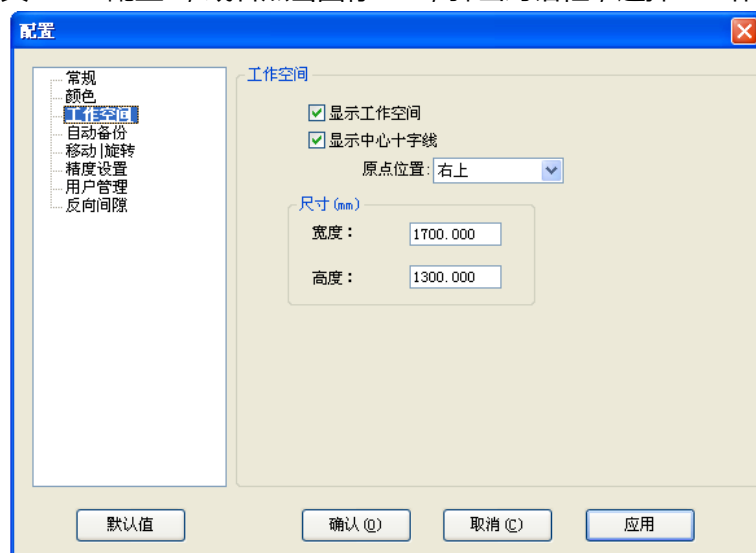 配置
常规
颜色
工作空间
自动备份
移动|旋转
精度设置
用户管理
反向间隙
工作空间
显示工作空间
显示中心十字线
原点位置: 右上
尺寸(mm)
宽度： 1700.000
高度： 1300.000
默认值 确认(O) 取消(C) 应用